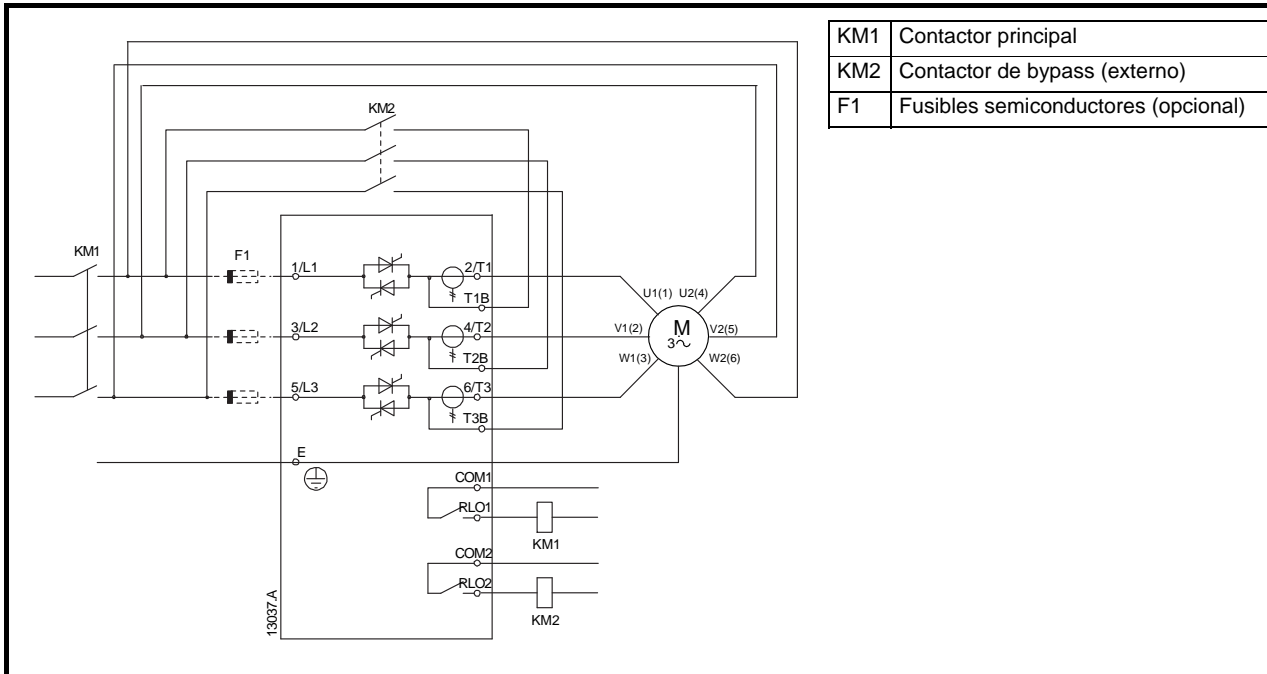 KM1 Contactor principal
KM2 Contactor de bypass (externo)
F1 Fusibles semiconductores (opcional)
KM2
KM1
F1
1/L1
2/T1
T1B
U1(1) U2(4)
3/L2
4/T2
T2B
V1(2)
M
3~
V2(5)
W1(3)
W2(6)
5/L3
6/T3
T3B
E
COM1
RLO1
KM1
COM2
RLO2
KM2
13037.A